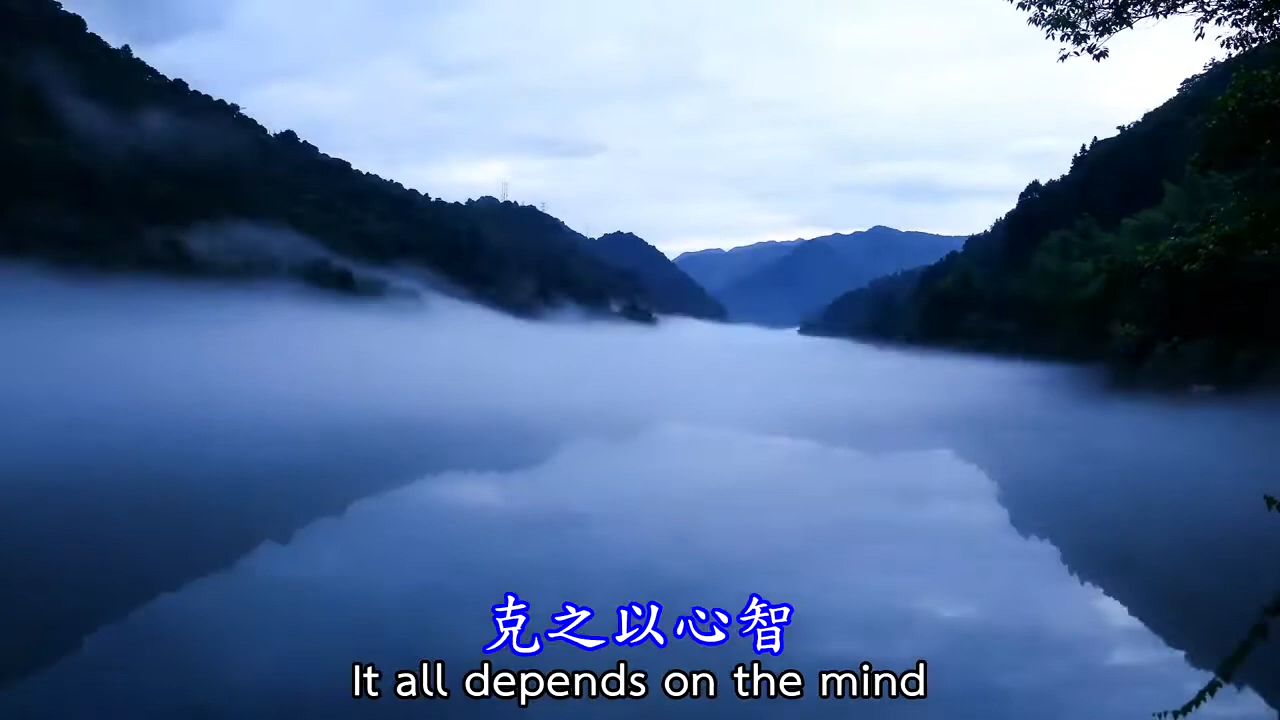 克之以心智
It all depends on the mind